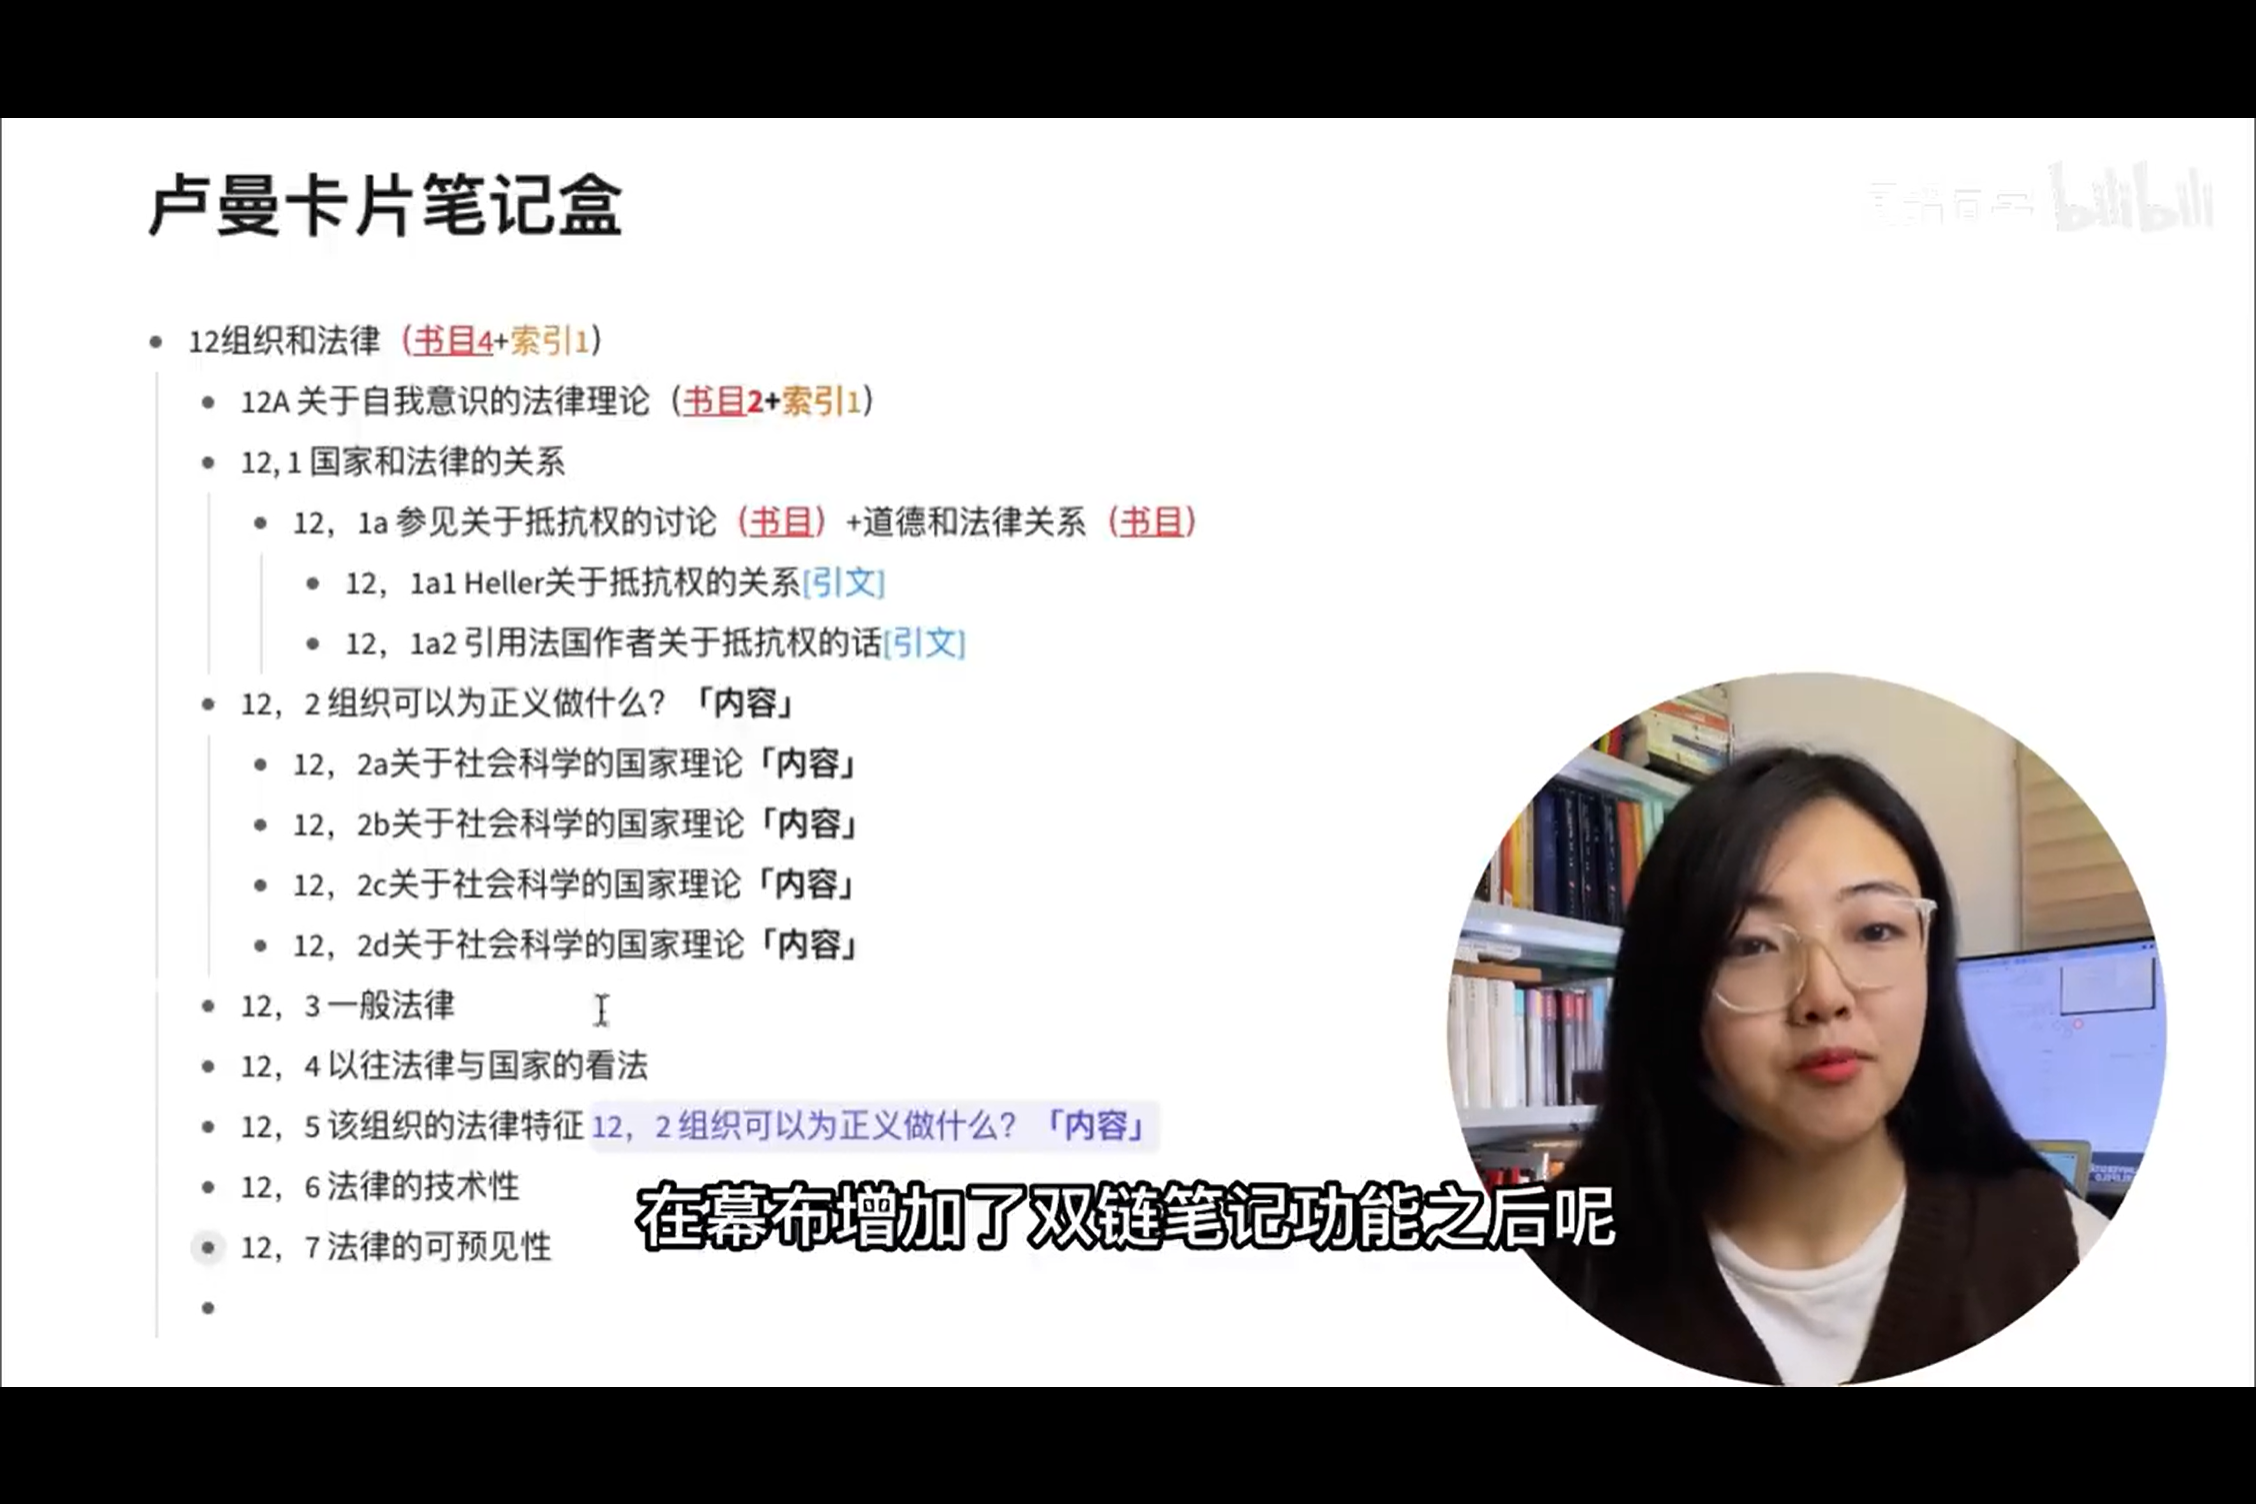 卢曼卡片笔记盒
bilibili
12组织和法律（书目4+索引1）
12A 关于自我意识的法律理论（书目2+索引1）
12, 1 国家和法律的关系
12，1a 参见关于抵抗权的讨论（书目）+道德和法律关系（书目）
12，1a1 Heller关于抵抗权的关系[引文]
12，1a2 引用法国作者关于抵抗权的话[引文]
12，2 组织可以为正义做什么？「内容」
12，2a关于社会科学的国家理论「内容」
12，2b关于社会科学的国家理论「内容」
12，2c关于社会科学的国家理论「内容」
12，2d关于社会科学的国家理论「内容」
12，3 一般法律
12，4 以往法律与国家的看法
12，5 该组织的法律特征 12，2 组织可以为正义做什么？「内容」
12，6 法律的技术性
12，7 法律的可预见性
在幕布增加了双链笔记功能之后呢